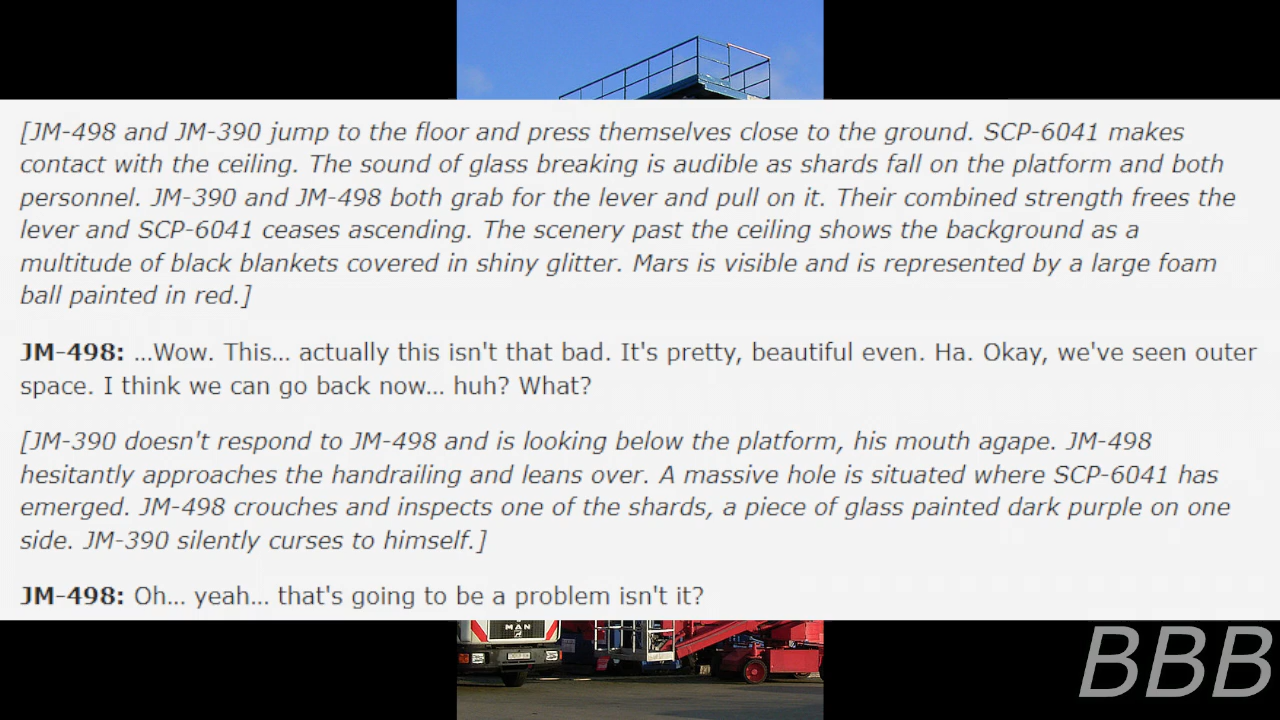 [JM-498 and JM-390 jump to the floor and press themselves close to the ground. SCP-6041 makes
contact with the ceiling. The sound of glass breaking is audible as shards fall on the platform and both
personnel. JM-390 and JM-498 both grab for the lever and pull on it. Their combined strength frees the
lever and SCP-6041 ceases ascending. The scenery past the ceiling shows the background as a
multitude of black blankets covered in shiny glitter. Mars is visible and is represented by a large foam
ball painted in red.]
JM-498: …Wow. This… actually this isn't that bad. It's pretty, beautiful even. Ha. Okay, we've seen outer
space. I think we can go back now… huh? What?
[JM-390 doesn't respond to JM-498 and is looking below the platform, his mouth agape. JM-498
hesitantly approaches the handrailing and leans over. A massive hole is situated where SCP-6041 has
emerged. JM-498 crouches and inspects one of the shards, a piece of glass painted dark purple on one
side. JM-390 silently curses to himself.]
JM-498: Oh… yeah… that's going to be a problem isn't it?
MAN
BBB